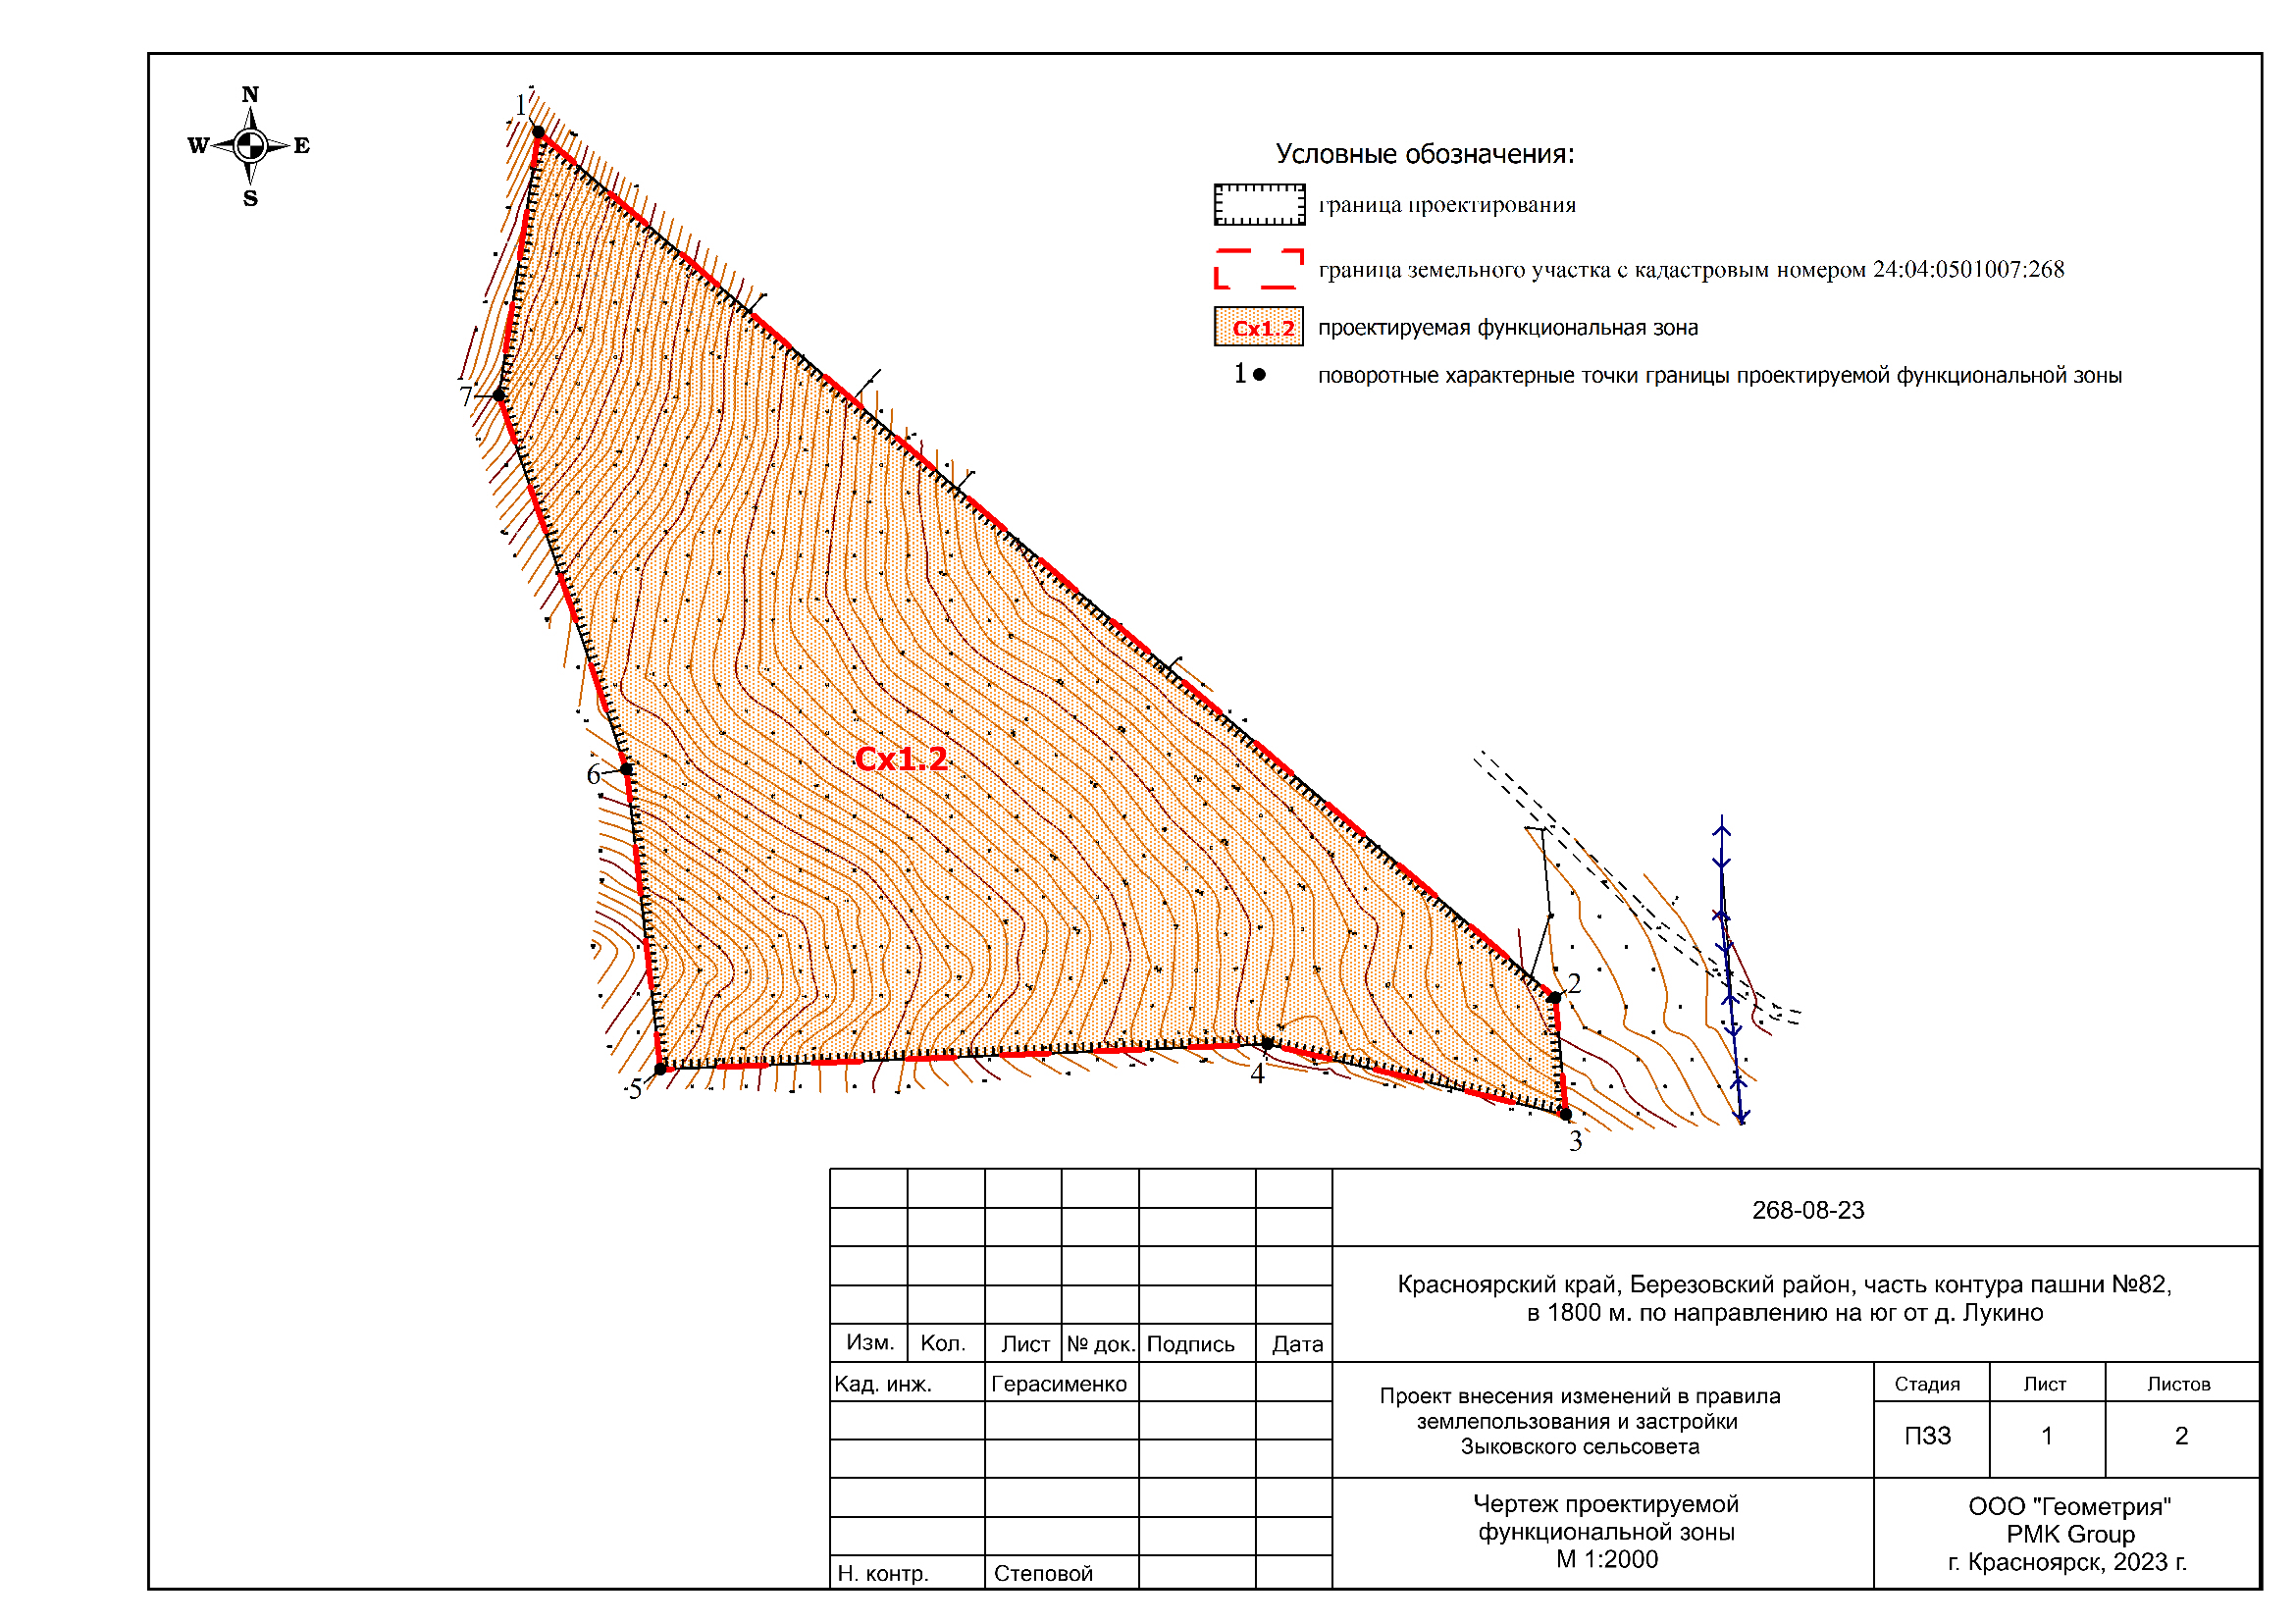 N
W E
S
Условные обозначения:
граница проектирования
граница земельного участка с кадастровым номером 24:04:0501007:268
Сх1.2 проектируемая функциональная зона
1 поворотные характерные точки границы проектируемой функциональной зоны
1
7
Сх1.2
6
2
5
4
3
268-08-23
Красноярский край, Березовский район, часть контура пашни №82,
в 1800 м. по направлению на юг от д. Лукино
Изм. Кол. Лист № док. Подпись Дата
Кад. инж. Герасименко
Проект внесения изменений в правила
землепользования и застройки
Зыковского сельсовета
Стадия Лист Листов
ПЗЗ 1 2
Чертеж проектируемой
функциональной зоны
М 1:2000
ООО "Геометрия"
PMK Group
г. Красноярск, 2023 г.
Н. контр. Степовой